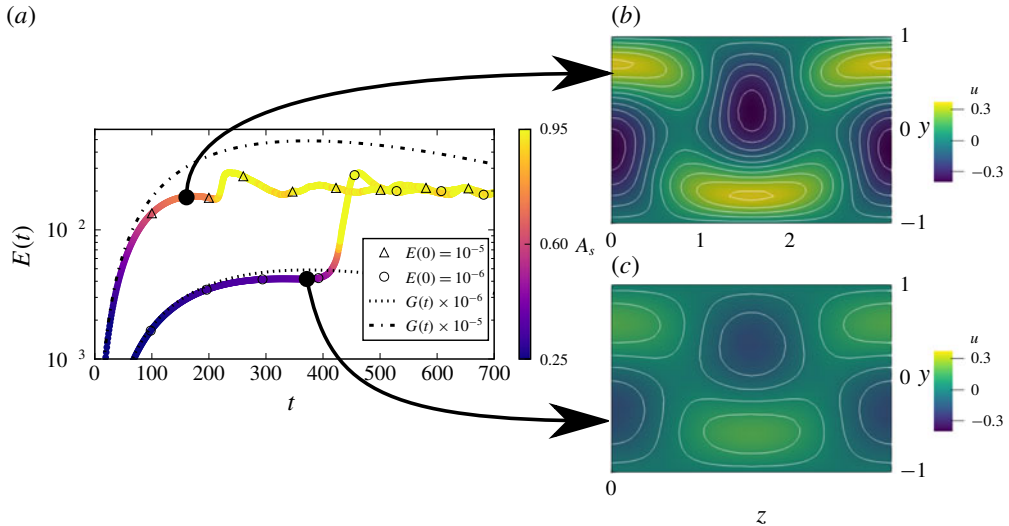 (a)
(b)
(c)
E(t)
10 2
10 3
0 100 200 300 400 500 600 700
t
E(0) = 10−5
E(0) = 10−6
G(t) × 10−6
G(t) × 10−5
0.95
0.60
0.25
A_s
1
0 y
−1
0 1 2
u
0.3
0
−0.3
1
0 y
−1
0
z
u
0.3
0
−0.3